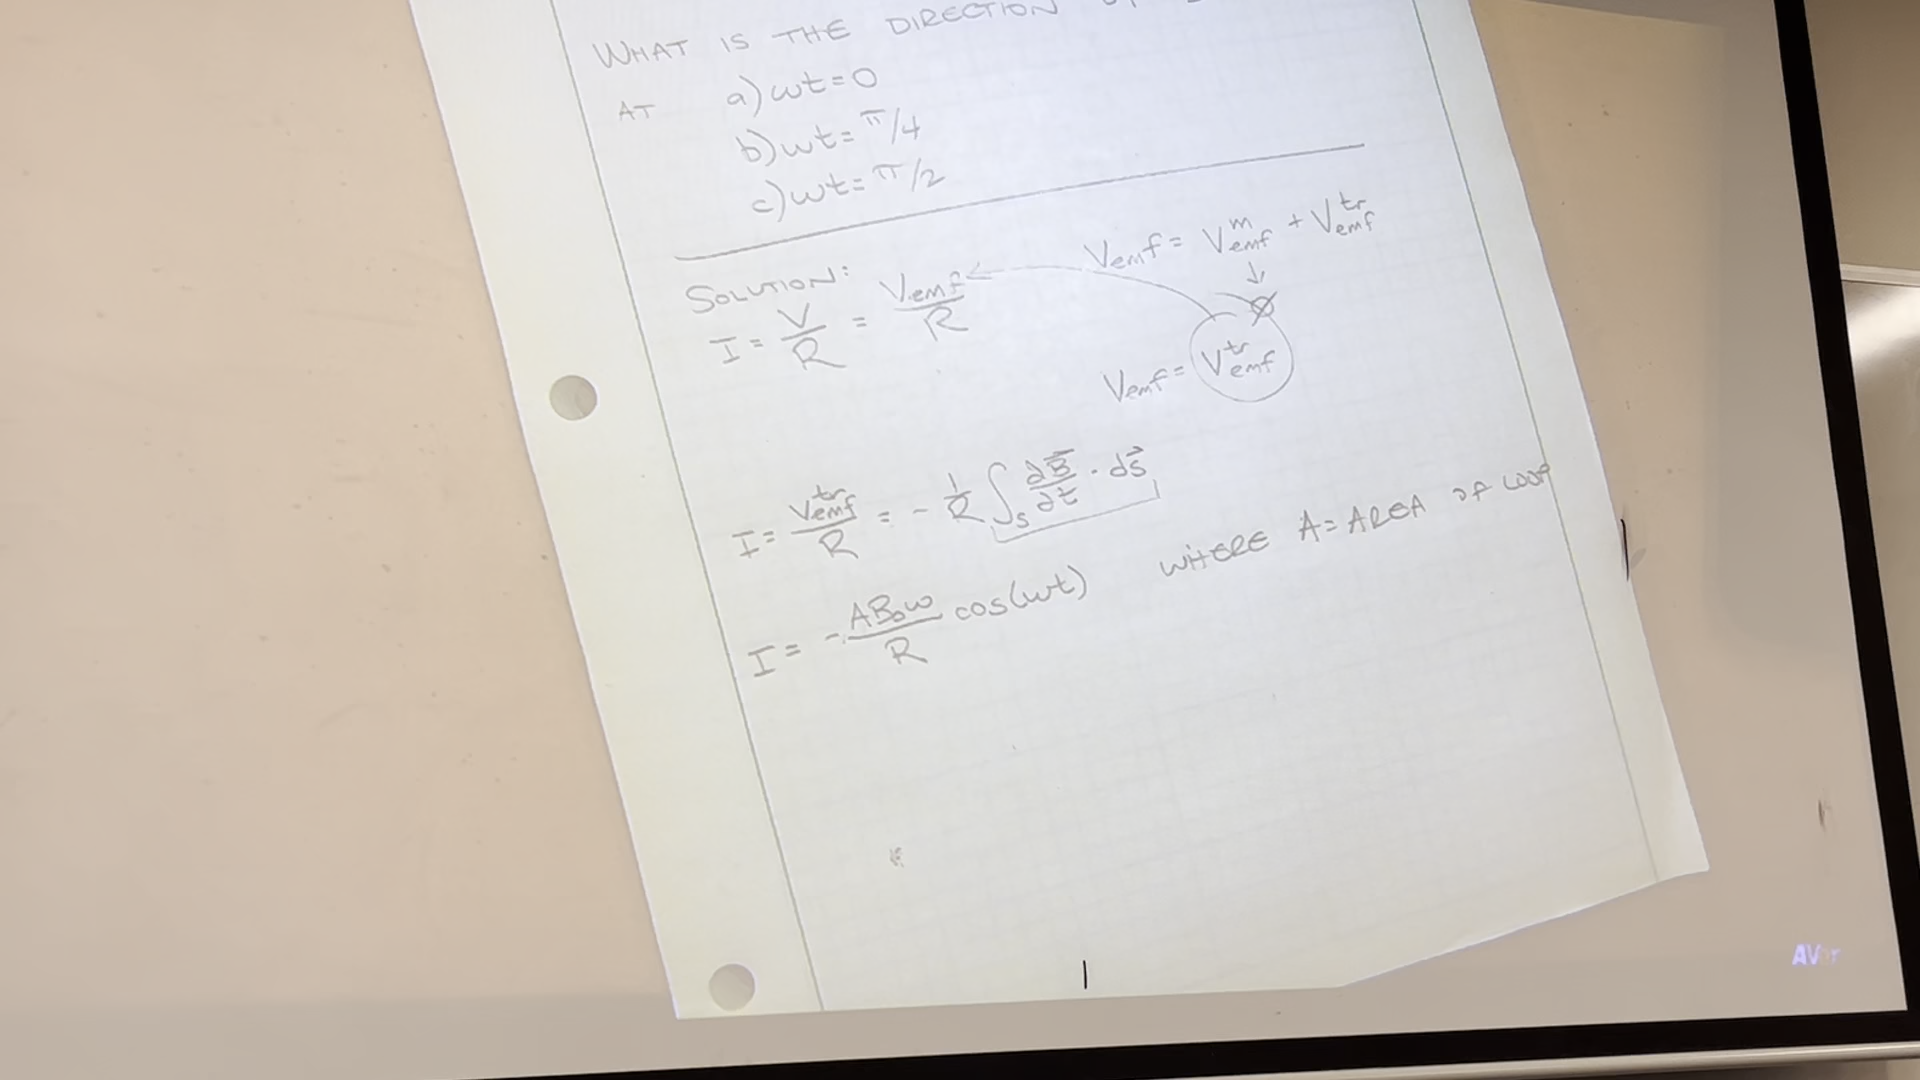 WHAT IS THE DIRECTION
AT a) ωt = 0
b) ωt = π/4
c) ωt = π/2
SOLUTION:
I = V/R = Vemf/R
Vemf = V^m_emf + V^tr_emf
↓
Ø
Vemf = V^tr_emf
I = V^tr_emf/R = - 1/R ∫_S ∂B⃗/∂t · ds⃗
I = - AB₀ω/R cos(ωt) WHERE A = AREA OF LOOP